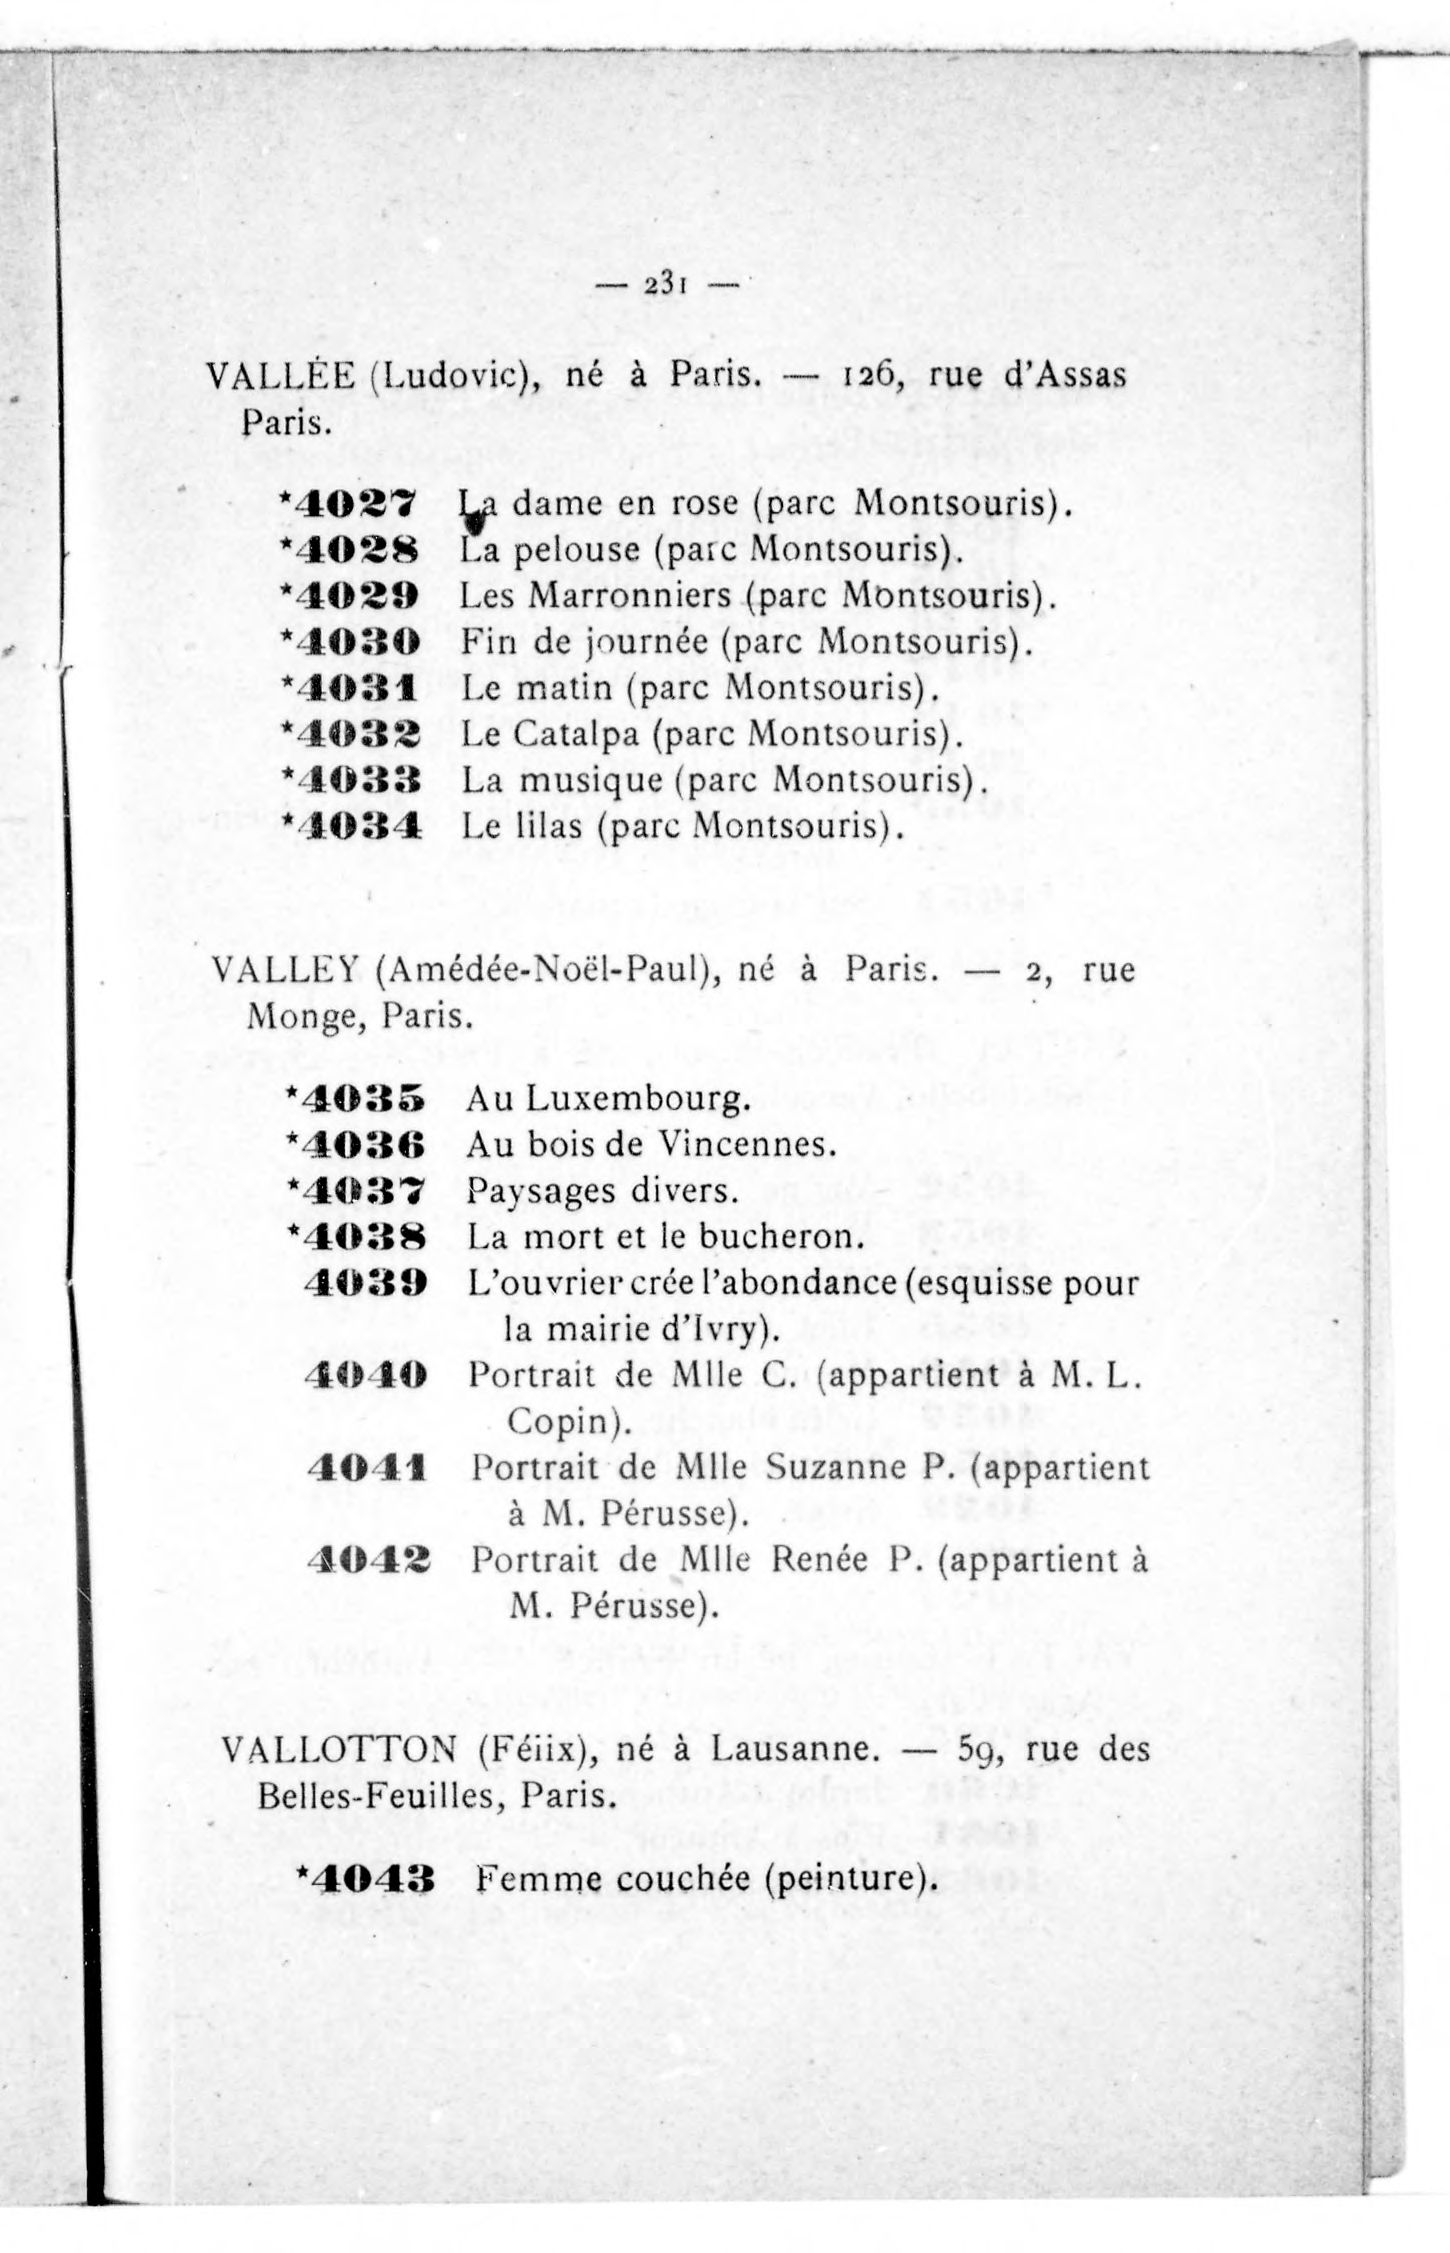 — 231 —
VALLÉE (Ludovic), né à Paris. — 126, rue d'Assas
Paris.
*4027 La dame en rose (parc Montsouris).
*4028 La pelouse (parc Montsouris).
*4029 Les Marronniers (parc Montsouris).
*4030 Fin de journée (parc Montsouris).
*4031 Le matin (parc Montsouris).
*4032 Le Catalpa (parc Montsouris).
*4033 La musique (parc Montsouris).
*4034 Le lilas (parc Montsouris).
VALLEY (Amédée-Noël-Paul), né à Paris. — 2, rue
Monge, Paris.
*4035 Au Luxembourg.
*4036 Au bois de Vincennes.
*4037 Paysages divers.
*4038 La mort et le bucheron.
4039 L'ouvrier crée l'abondance (esquisse pour
la mairie d'Ivry).
4040 Portrait de Mlle C. (appartient à M. L.
Copin).
4041 Portrait de Mlle Suzanne P. (appartient
à M. Pérusse).
4042 Portrait de Mlle Renée P. (appartient à
M. Pérusse).
VALLOTTON (Féiix), né à Lausanne. — 59, rue des
Belles-Feuilles, Paris.
*4043 Femme couchée (peinture).